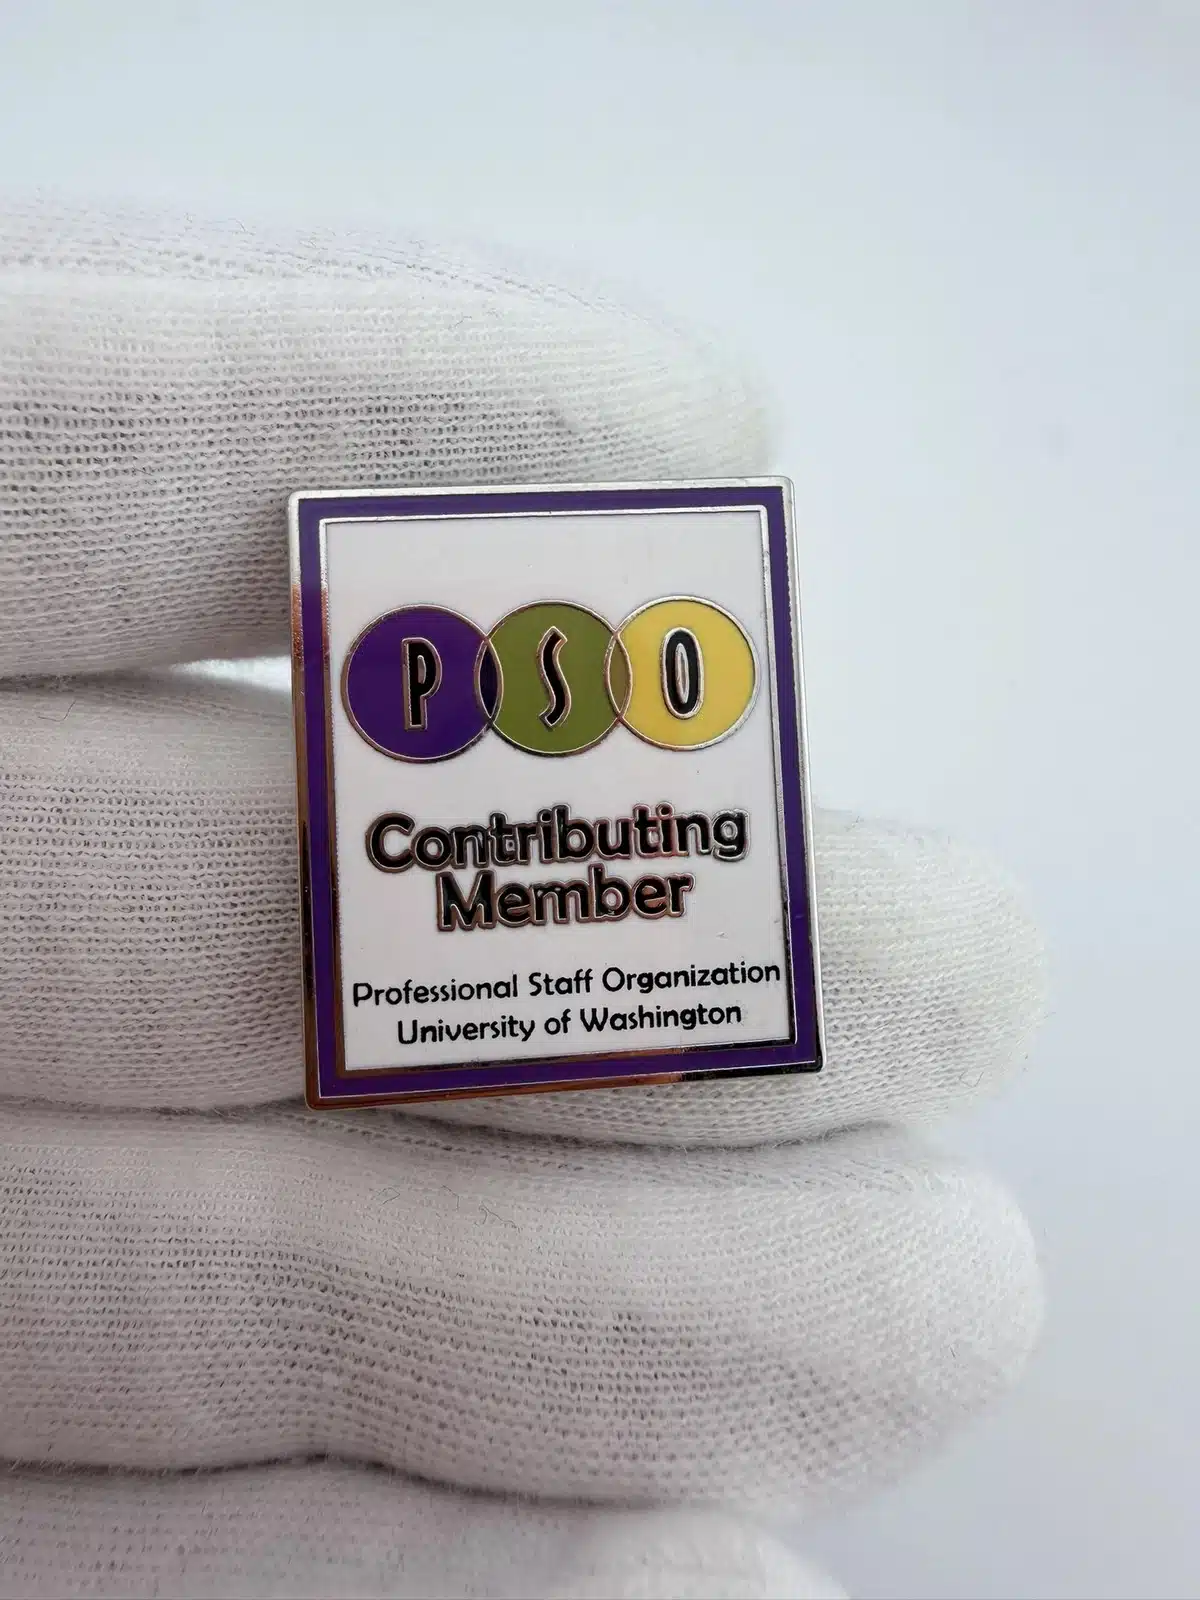 PSO
Contributing
Member
Professional Staff Organization
University of Washington